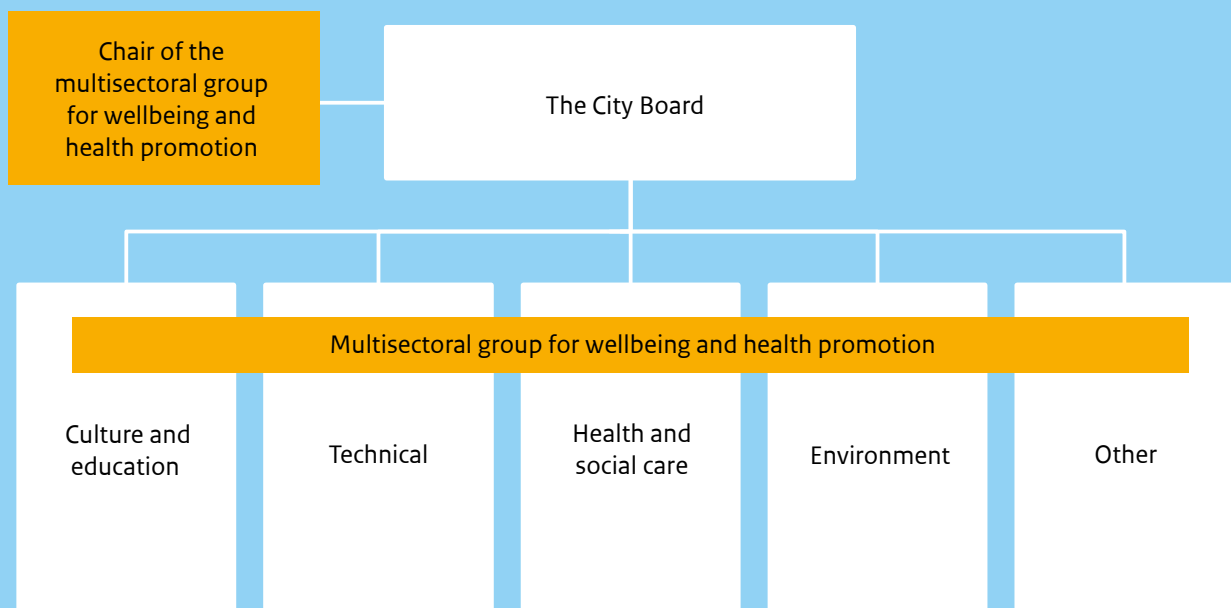 Chair of the
multisectoral group
for wellbeing and
health promotion
The City Board
Multisectoral group for wellbeing and health promotion
Culture and
education
Technical
Health and
social care
Environment
Other